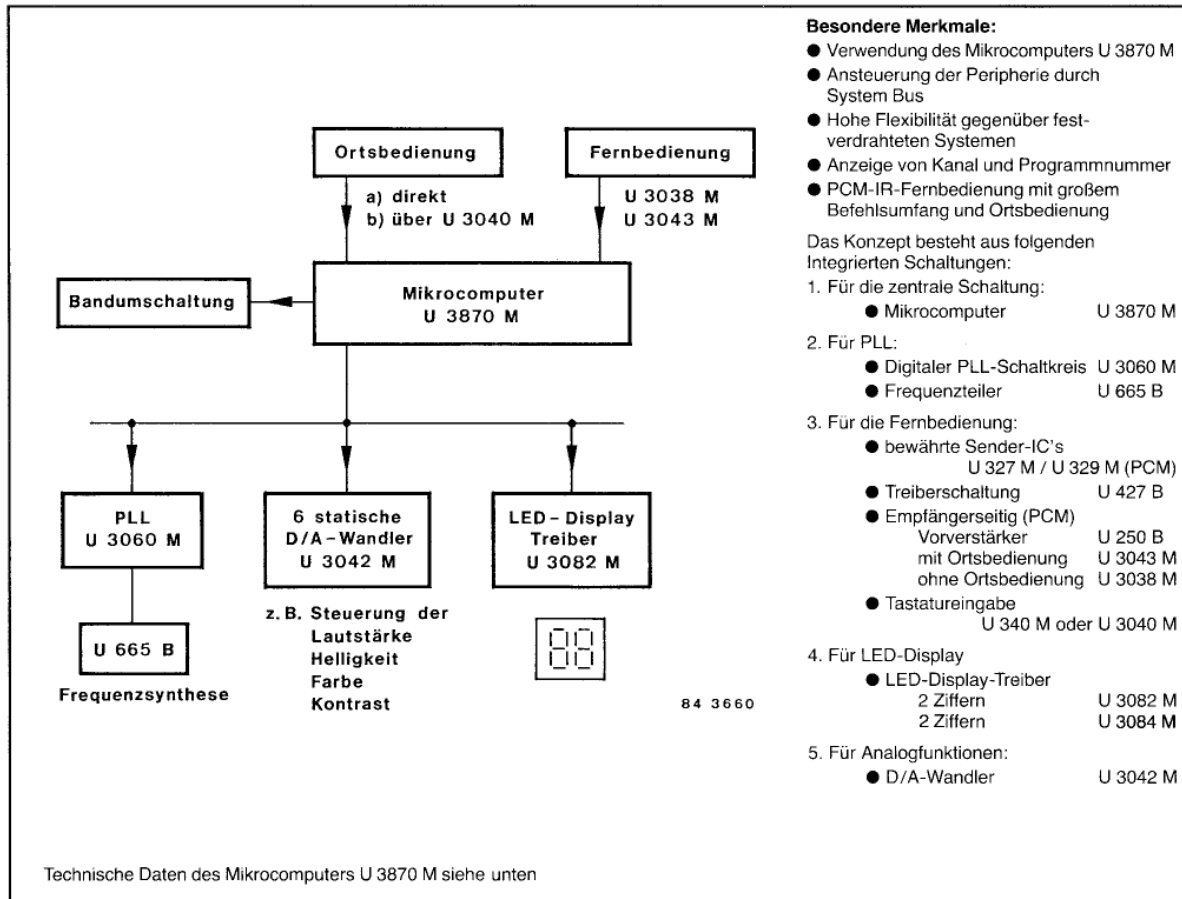 Ortsbedienung
Fernbedienung
a) direkt
b) über U 3040 M
U 3038 M
U 3043 M
Bandumschaltung
Mikrocomputer
U 3870 M
PLL
U 3060 M
6 statische
D/A-Wandler
U 3042 M
LED-Display
Treiber
U 3082 M
U 665 B
Frequenzsynthese
z. B. Steuerung der
Lautstärke
Helligkeit
Farbe
Kontrast
88
84 3660
Besondere Merkmale:
● Verwendung des Mikrocomputers U 3870 M
● Ansteuerung der Peripherie durch
System Bus
● Hohe Flexibilität gegenüber fest-
verdrahteten Systemen
● Anzeige von Kanal und Programmnummer
● PCM-IR-Fernbedienung mit großem
Befehlsumfang und Ortsbedienung
Das Konzept besteht aus folgenden
Integrierten Schaltungen:
1. Für die zentrale Schaltung:
● Mikrocomputer U 3870 M
2. Für PLL:
● Digitaler PLL-Schaltkreis U 3060 M
● Frequenzteiler U 665 B
3. Für die Fernbedienung:
● bewährte Sender-IC's
U 327 M / U 329 M (PCM)
● Treiberschaltung U 427 B
● Empfängerseitig (PCM)
Vorverstärker U 250 B
mit Ortsbedienung U 3043 M
ohne Ortsbedienung U 3038 M
● Tastatureingabe
U 340 M oder U 3040 M
4. Für LED-Display
● LED-Display-Treiber
2 Ziffern U 3082 M
2 Ziffern U 3084 M
5. Für Analogfunktionen:
● D/A-Wandler U 3042 M
Technische Daten des Mikrocomputers U 3870 M siehe unten